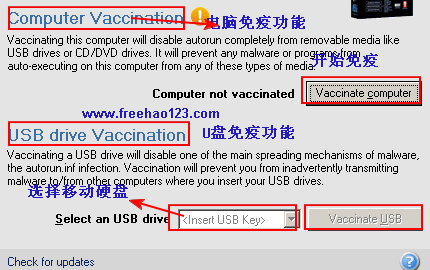 Computer Vaccination 电脑免疫功能
Vaccinating this computer will disable autorun completely from removable media like
USB drives or CD/DVD drives. It will prevent any malware or programs from
auto-executing on this computer from any of these types of media.
开始免疫
Computer not vaccinated Vaccinate computer
www.freehao123.com
USB drive Vaccination U盘免疫功能
Vaccinating a USB drive will disable one of the main spreading mechanisms of malware,
the autorun.inf infection. Vaccination will prevent you from inadvertently transmitting
malware to/from other computers where you insert your USB drives.
选择移动硬盘
Select an USB drive <Insert USB Key> Vaccinate USB
Check for updates